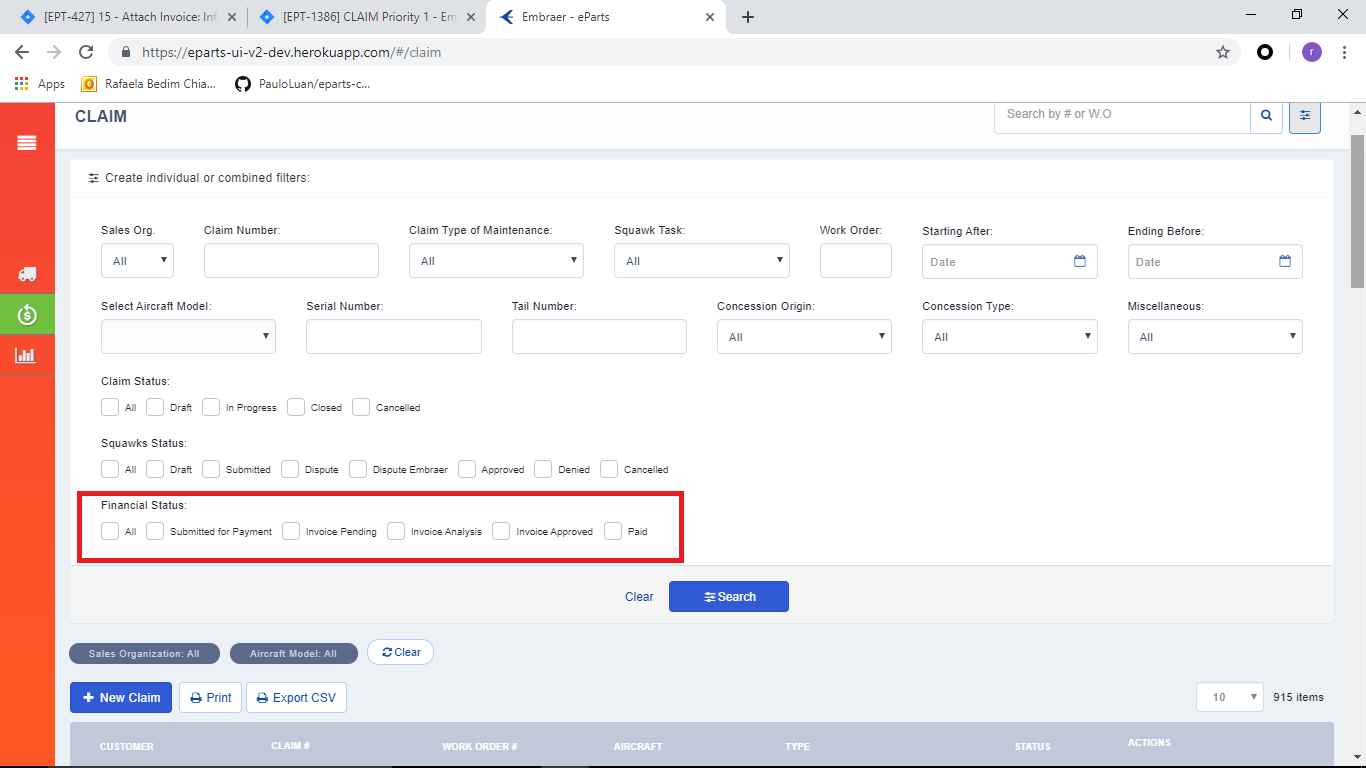 [EPT-427] 15 - Attach Invoice: Inf
[EPT-1386] CLAIM Priority 1 - Em
Embraer - eParts
https://eparts-ui-v2-dev.herokuapp.com/#/claim
r
Apps
Rafaela Bedim Chia...
PauloLuan/eparts-c...
CLAIM
Search by # or W.O
Create individual or combined filters:
Sales Org. Claim Number: Claim Type of Maintenance: Squawk Task: Work Order: Starting After: Ending Before:
All All All Date Date
Select Aircraft Model: Serial Number: Tail Number: Concession Origin: Concession Type: Miscellaneous:
All All All
Claim Status:
All Draft In Progress Closed Cancelled
Squawks Status:
All Draft Submitted Dispute Dispute Embraer Approved Denied Cancelled
Financial Status:
All Submitted for Payment Invoice Pending Invoice Analysis Invoice Approved Paid
Clear Search
Sales Organization: All Aircraft Model: All Clear
New Claim Print Export CSV 10 915 items
CUSTOMER CLAIM # WORK ORDER # AIRCRAFT TYPE STATUS ACTIONS